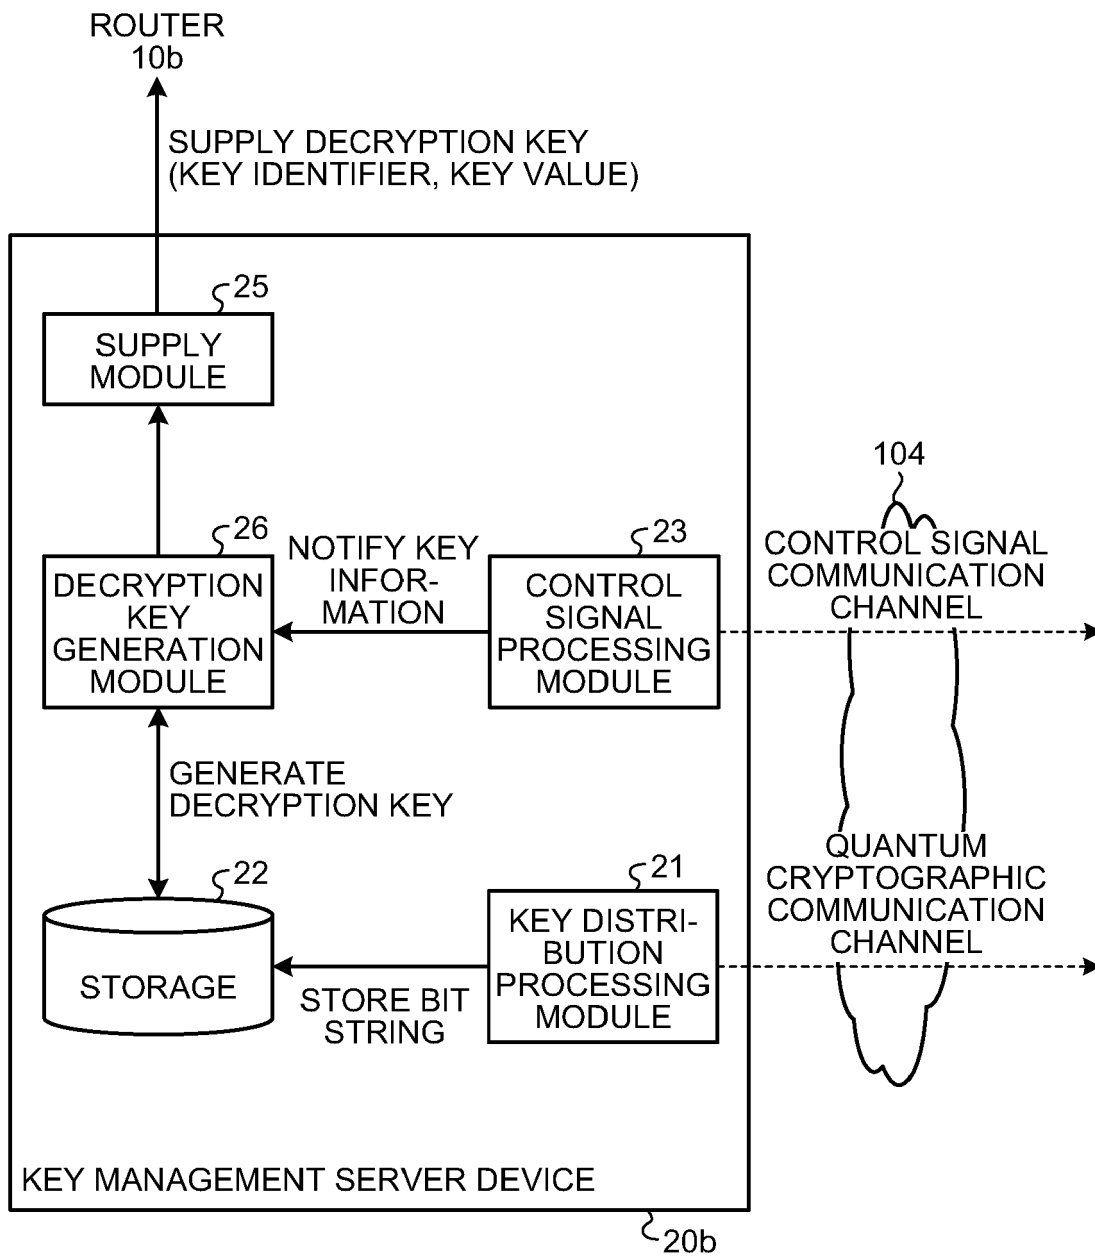 ROUTER
10b
SUPPLY DECRYPTION KEY
(KEY IDENTIFIER, KEY VALUE)
25
SUPPLY
MODULE
104
26
DECRYPTION
KEY
GENERATION
MODULE
NOTIFY KEY
INFOR-
MATION
23
CONTROL
SIGNAL
PROCESSING
MODULE
CONTROL SIGNAL
COMMUNICATION
CHANNEL
GENERATE
DECRYPTION KEY
22
STORAGE
STORE BIT
STRING
21
KEY DISTRI-
BUTION
PROCESSING
MODULE
QUANTUM
CRYPTOGRAPHIC
COMMUNICATION
CHANNEL
KEY MANAGEMENT SERVER DEVICE
20b